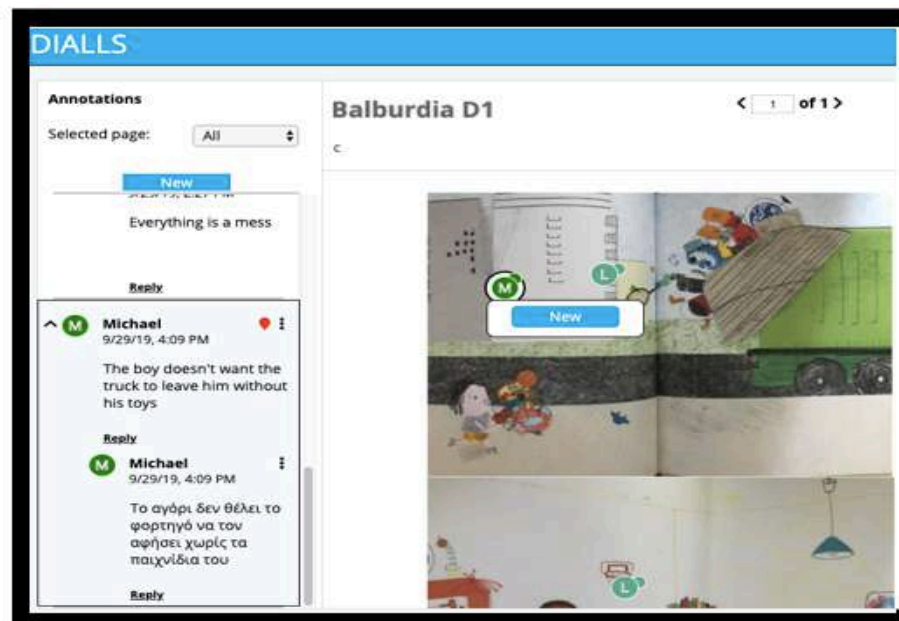 DIALLS
Annotations
Selected page:
All
New
Everything is a mess
Reply
Michael
9/29/19, 4:09 PM
The boy doesn't want the
truck to leave him without
his toys
Reply
Michael
9/29/19, 4:09 PM
Το αγόρι δεν θέλει το
φορτηγό να τον
αφήσει χωρίς τα
παιχνίδια του
Reply
Balburdia D1
1 of 1
c
M
L
New
L
M
M